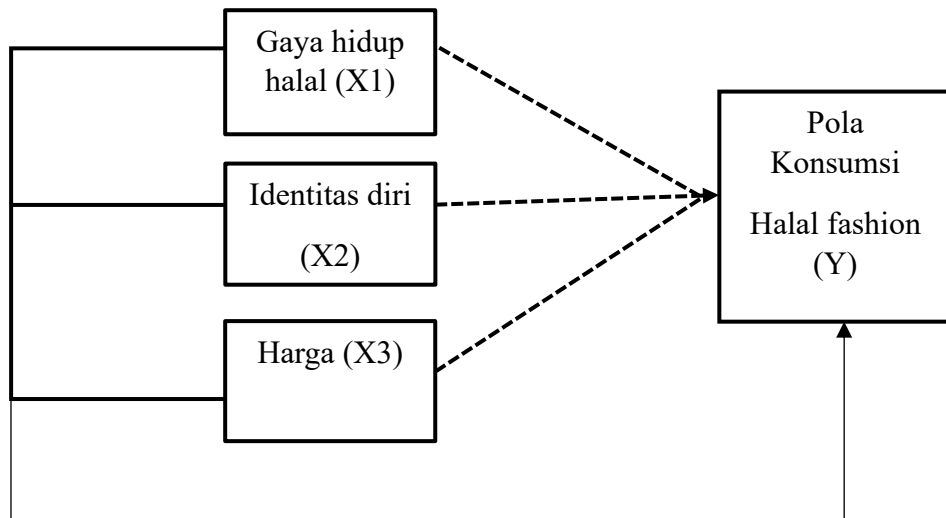 Gaya hidup
halal (X1)
Identitas diri
(X2)
Harga (X3)
Pola
Konsumsi
Halal fashion
(Y)